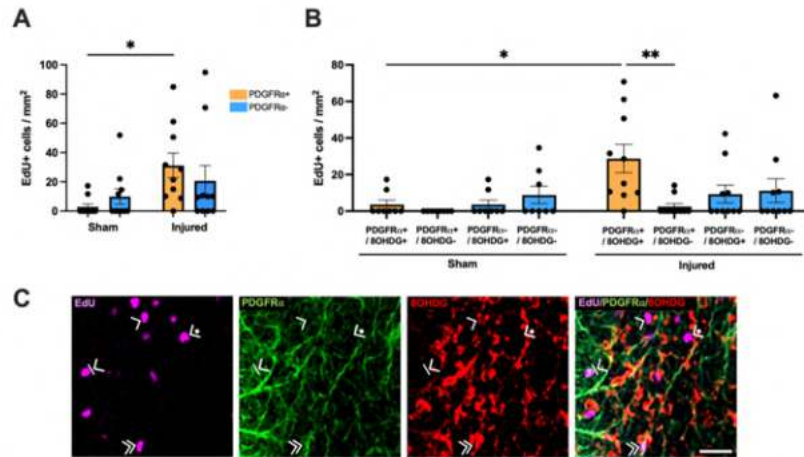 A
*
EdU+ cells / mm²
100
80
60
40
20
0
Sham
Injured
PDGFRα+
PDGFRα-
B
*
**
EdU+ cells / mm²
80
60
40
20
0
PDGFRα+ / 8OHDG+
PDGFRα+ / 8OHDG-
PDGFRα- / 8OHDG+
PDGFRα- / 8OHDG-
PDGFRα+ / 8OHDG+
PDGFRα+ / 8OHDG-
PDGFRα- / 8OHDG+
PDGFRα- / 8OHDG-
Sham
Injured
C
EdU
PDGFRα
8OHDG
EdU/PDGFRα/8OHDG